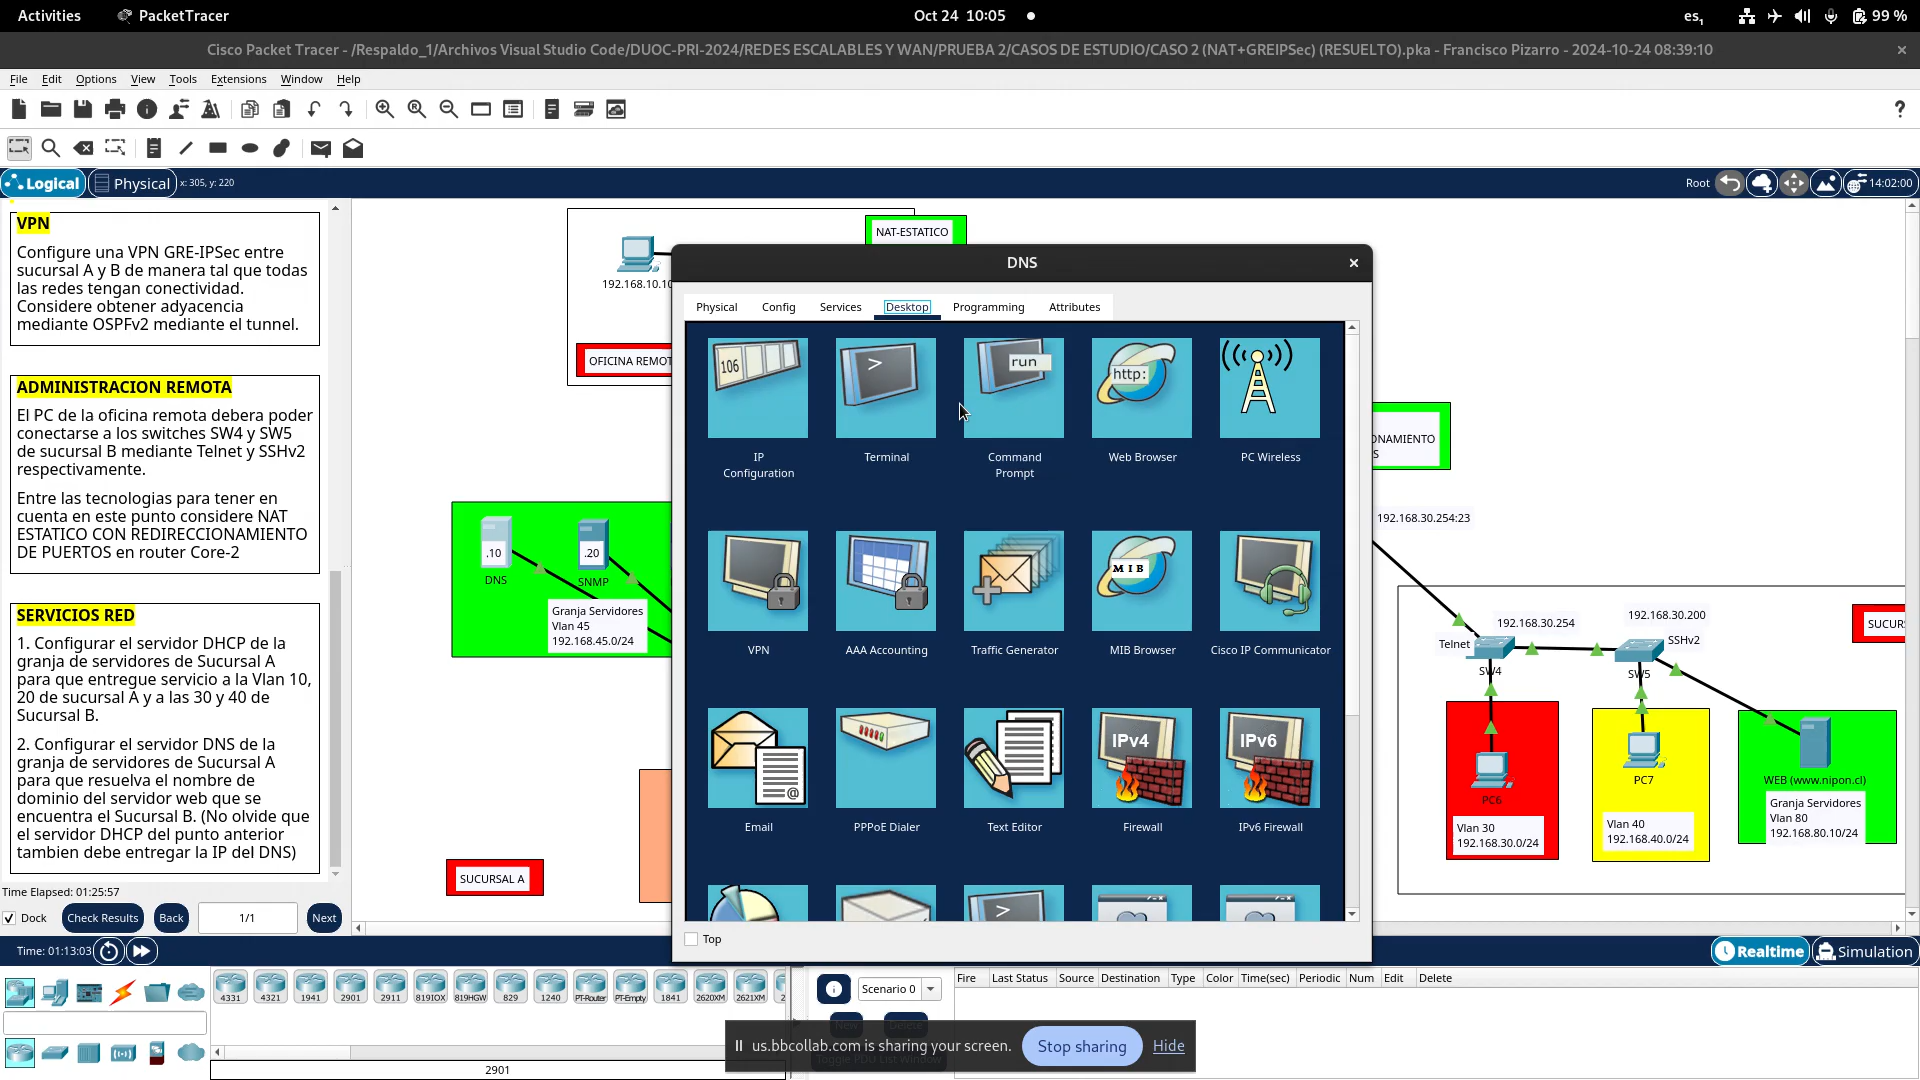 Activities
PacketTracer
Oct 24 10:05
es₁
99 %
Cisco Packet Tracer - /Respaldo_1/Archivos Visual Studio Code/DUOC-PRI-2024/REDES ESCALABLES Y WAN/PRUEBA 2/CASOS DE ESTUDIO/CASO 2 (NAT+GREIPSec) (RESUELTO).pka - Francisco Pizarro - 2024-10-24 08:39:10
File Edit Options View Tools Extensions Window Help
Logical
Physical
x: 305, y: 220
Root
14:02:00
VPN
Configure una VPN GRE-IPSec entre
sucursal A y B de manera tal que todas
las redes tengan conectividad.
Considere obtener adyacencia
mediante OSPFv2 mediante el tunnel.
ADMINISTRACION REMOTA
El PC de la oficina remota debera poder
conectarse a los switches SW4 y SW5
de sucursal B mediante Telnet y SSHv2
respectivamente.
Entre las tecnologias para tener en
cuenta en este punto considere NAT
ESTATICO CON REDIRECCIONAMIENTO
DE PUERTOS en router Core-2
SERVICIOS RED
1. Configurar el servidor DHCP de la
granja de servidores de Sucursal A
para que entregue servicio a la Vlan 10,
20 de sucursal A y a las 30 y 40 de
Sucursal B.
2. Configurar el servidor DNS de la
granja de servidores de Sucursal A
para que resuelva el nombre de
dominio del servidor web que se
encuentra el Sucursal B. (No olvide que
el servidor DHCP del punto anterior
tambien debe entregar la IP del DNS)
Time Elapsed: 01:25:57
Dock
Check Results
Back
1/1
Next
NAT-ESTATICO
192.168.10.10
OFICINA REMOT
.10
DNS
.20
SNMP
Granja Servidores
Vlan 45
192.168.45.0/24
SUCURSAL A
DNS
Physical Config Services Desktop Programming Attributes
106
run
http:
IP
Configuration
Terminal
Command
Prompt
Web Browser
PC Wireless
MIB
VPN
AAA Accounting
Traffic Generator
MIB Browser
Cisco IP Communicator
IPv4
IPv6
Email
PPPoE Dialer
Text Editor
Firewall
IPv6 Firewall
Top
ONAMIENTO
S
192.168.30.254:23
192.168.30.254
192.168.30.200
SUCURS
Telnet
SSHv2
SW4
SW5
PC6
Vlan 30
192.168.30.0/24
PC7
Vlan 40
192.168.40.0/24
WEB (www.nipon.cl)
Granja Servidores
Vlan 80
192.168.80.10/24
Time: 01:13:03
Realtime
Simulation
4331 4321 1941 2901 2911 819IOX 819HGW 829 1240 PT-Router PT-Empty 1841 2620XM 2621XM 2
2901
Scenario 0
New
Delete
Toggle PDU List Window
Fire Last Status Source Destination Type Color Time(sec) Periodic Num Edit Delete
us.bbcollab.com is sharing your screen.
Stop sharing
Hide